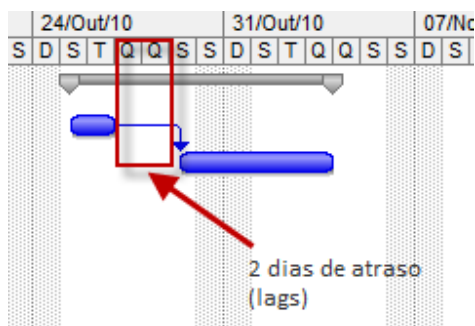 24/Out/10 31/Out/10 07/No
S D S T Q Q S S D S T Q Q S S D S
2 dias de atraso
(lags)